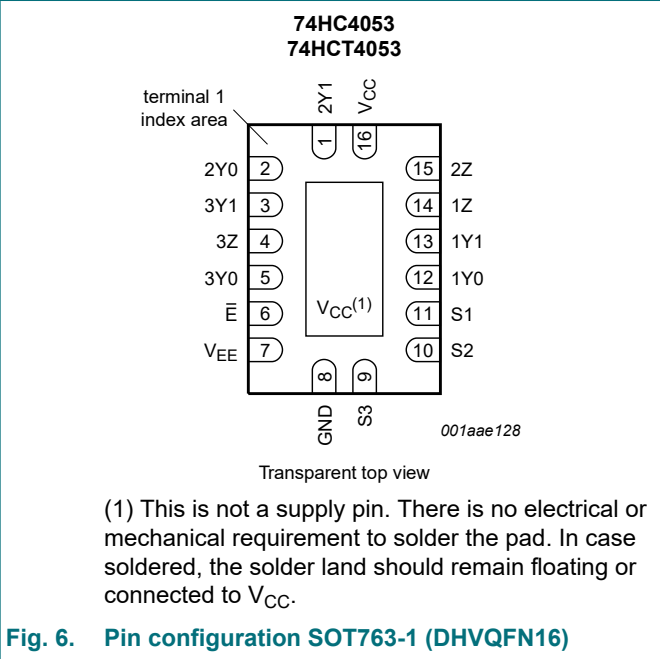 74HC4053
74HCT4053
terminal 1
index area
2Y1
VCC
1
16
2Y0 2
15 2Z
3Y1 3
14 1Z
3Z 4
13 1Y1
3Y0 5
12 1Y0
E̅ 6
VCC(1)
11 S1
VEE 7
10 S2
8
9
GND
S3
001aae128
Transparent top view
(1) This is not a supply pin. There is no electrical or
mechanical requirement to solder the pad. In case
soldered, the solder land should remain floating or
connected to VCC.
Fig. 6. Pin configuration SOT763-1 (DHVQFN16)